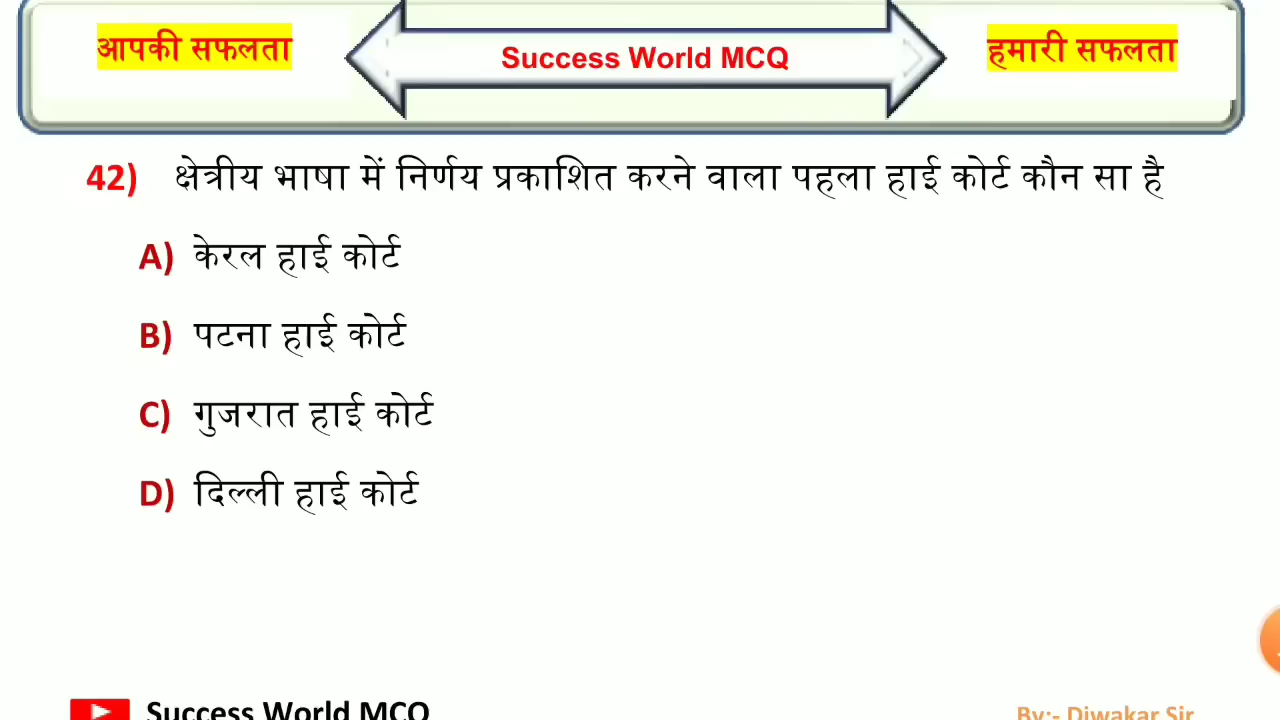 आपकी सफलता
Success World MCQ
हमारी सफलता
42) क्षेत्रीय भाषा में निर्णय प्रकाशित करने वाला पहला हाई कोर्ट कौन सा है
A) केरल हाई कोर्ट
B) पटना हाई कोर्ट
C) गुजरात हाई कोर्ट
D) दिल्ली हाई कोर्ट
Success World MCQ
By:- Diwakar Sir